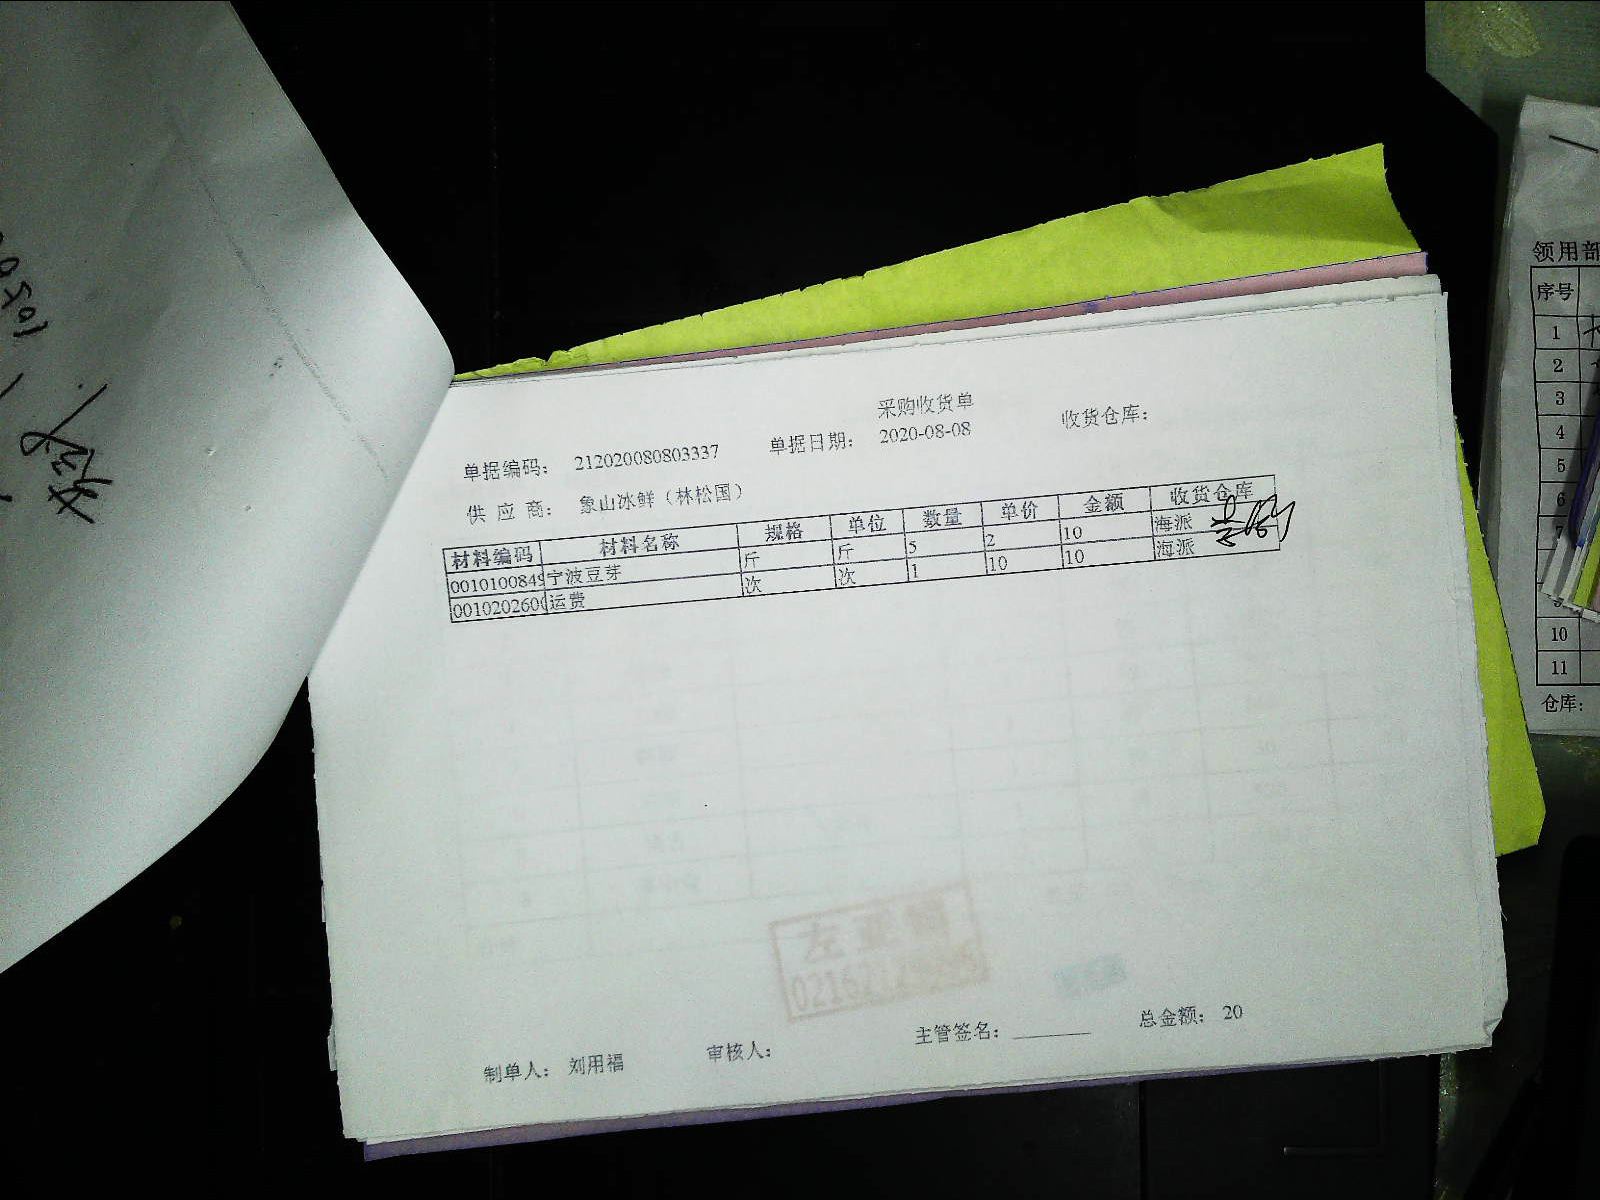 采购收货单
单据编码: 212020080803337 单据日期: 2020-08-08 收货仓库:
供 应 商: 象山冰鲜（林松国）
材料编码 材料名称 规格 单位 数量 单价 金额 收货仓库
0010100849 宁波豆芽 斤 斤 5 2 10 海派
001020260 运费 次 次 1 10 10 海派
制单人: 刘用福 审核人: 主管签名: 总金额: 20
领用部
序号
1
2
3
4
5
6
7
10
11
仓库: